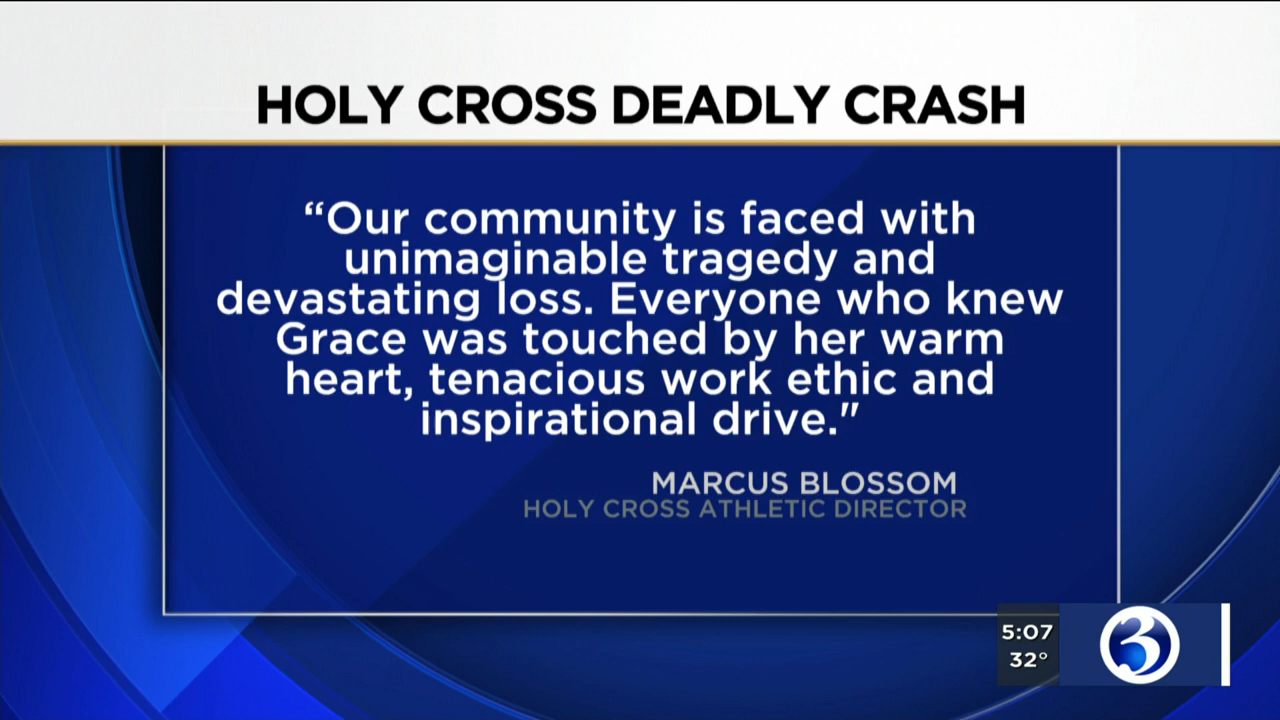 HOLY CROSS DEADLY CRASH
“Our community is faced with
unimaginable tragedy and
devastating loss. Everyone who knew
Grace was touched by her warm
heart, tenacious work ethic and
inspirational drive."
MARCUS BLOSSOM
HOLY CROSS ATHLETIC DIRECTOR
5:07
32°
3